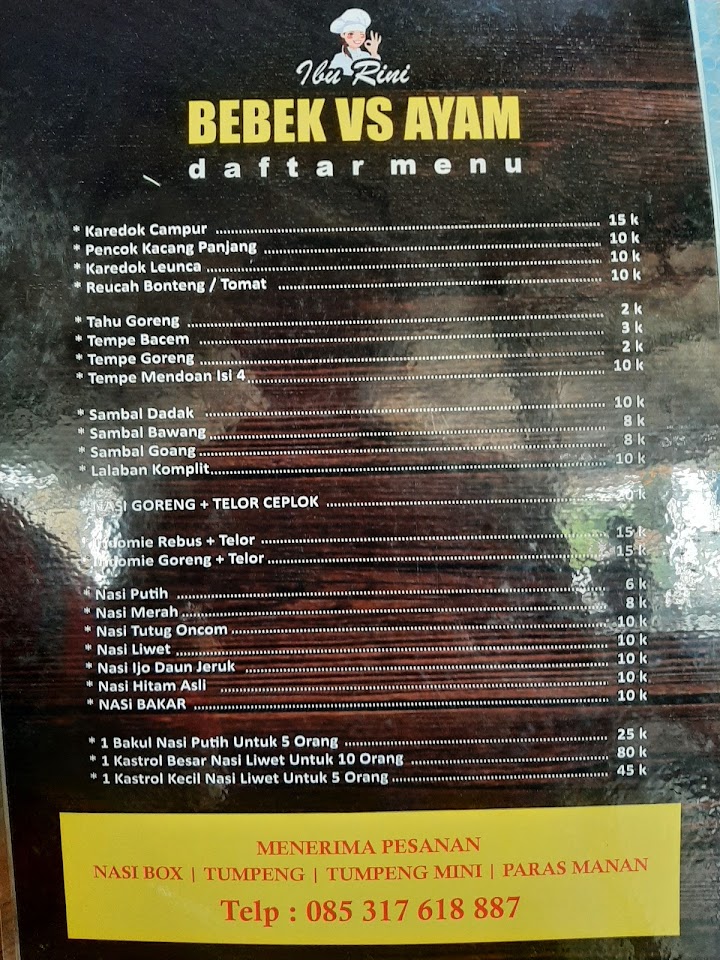 Ibu Rini
BEBEK VS AYAM
daftar menu
* Karedok Campur ........ 15 k
* Pencok Kacang Panjang ........ 10 k
* Karedok Leunca ........ 10 k
* Reucah Bonteng / Tomat ........ 10 k
* Tahu Goreng ........ 2 k
* Tempe Bacem ........ 3 k
* Tempe Goreng ........ 2 k
* Tempe Mendoan Isi 4 ........ 10 k
* Sambal Dadak ........ 10 k
* Sambal Bawang ........ 8 k
* Sambal Goang ........ 8 k
* Lalaban Komplit ........ 10 k
* NASI GORENG + TELOR CEPLOK ........ 20 k
* Indomie Rebus + Telor ........ 15 k
* Indomie Goreng + Telor ........ 15 k
* Nasi Putih ........ 6 k
* Nasi Merah ........ 8 k
* Nasi Tutug Oncom ........ 10 k
* Nasi Liwet ........ 10 k
* Nasi Ijo Daun Jeruk ........ 10 k
* Nasi Hitam Asli ........ 10 k
* NASi BAKAR ........ 10 k
* 1 Bakul Nasi Putih Untuk 5 Orang ........ 25 k
* 1 Kastrol Besar Nasi Liwet Untuk 10 Orang ........ 80 k
* 1 Kastrol Kecil Nasi Liwet Untuk 5 Orang ........ 45 k
MENERIMA PESANAN
NASI BOX | TUMPENG | TUMPENG MINI | PARAS MANAN
Telp : 085 317 618 887